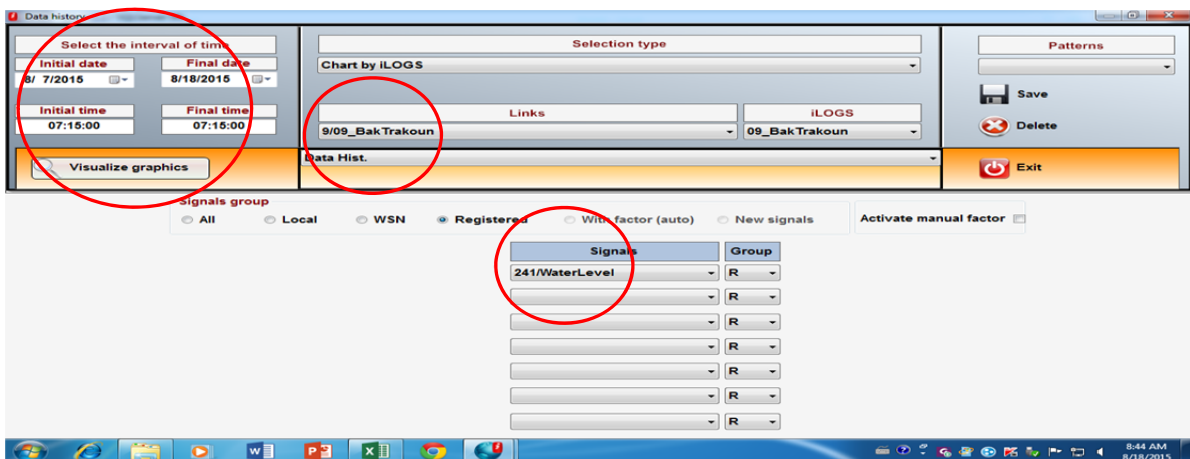 Data history
Select the interval of time
Initial date Final date
8/ 7/2015 8/18/2015
Initial time Final time
07:15:00 07:15:00
Visualize graphics
Selection type
Chart by iLOGS
Links iLOGS
9/09_BakTrakoun 09_BakTrakoun
Data Hist.
Patterns
Save
Delete
Exit
Signals group
All Local WSN Registered With factor (auto) New signals
Activate manual factor
Signals Group
241/WaterLevel R
R
R
R
R
R
R
8:44 AM
8/18/2015